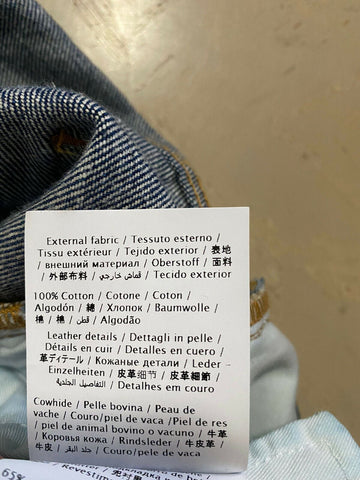 External fabric / Tessuto esterno /
Tissu extérieur / Tejido exterior / 表地
/ внешний материал / Oberstoff / 面料
/ 外部布料 / قماش خارجي / Tecido exterior
100% Cotton / Cotone / Coton /
Algodón / 綿 / Хлопок / Baumwolle /
棉 / 棉 / قطن / Algodão
Leather details / Dettagli in pelle /
Détails en cuir / Detalles en cuero /
革ディテール / Кожаные детали / Leder -
Einzelheiten / 皮革细节 / 皮革細節 /
التفاصيل الجلدية / Detalhes em couro
Cowhide / Pelle bovina / Peau de
vache / Couro/piel de vaca /Piel de res
/ piel de animal bovino o vacuno / 牛革
/ Коровья кожа / Rindsleder / 牛皮 /
牛皮 / جلد البقر / Couro/pele de vaca
65%